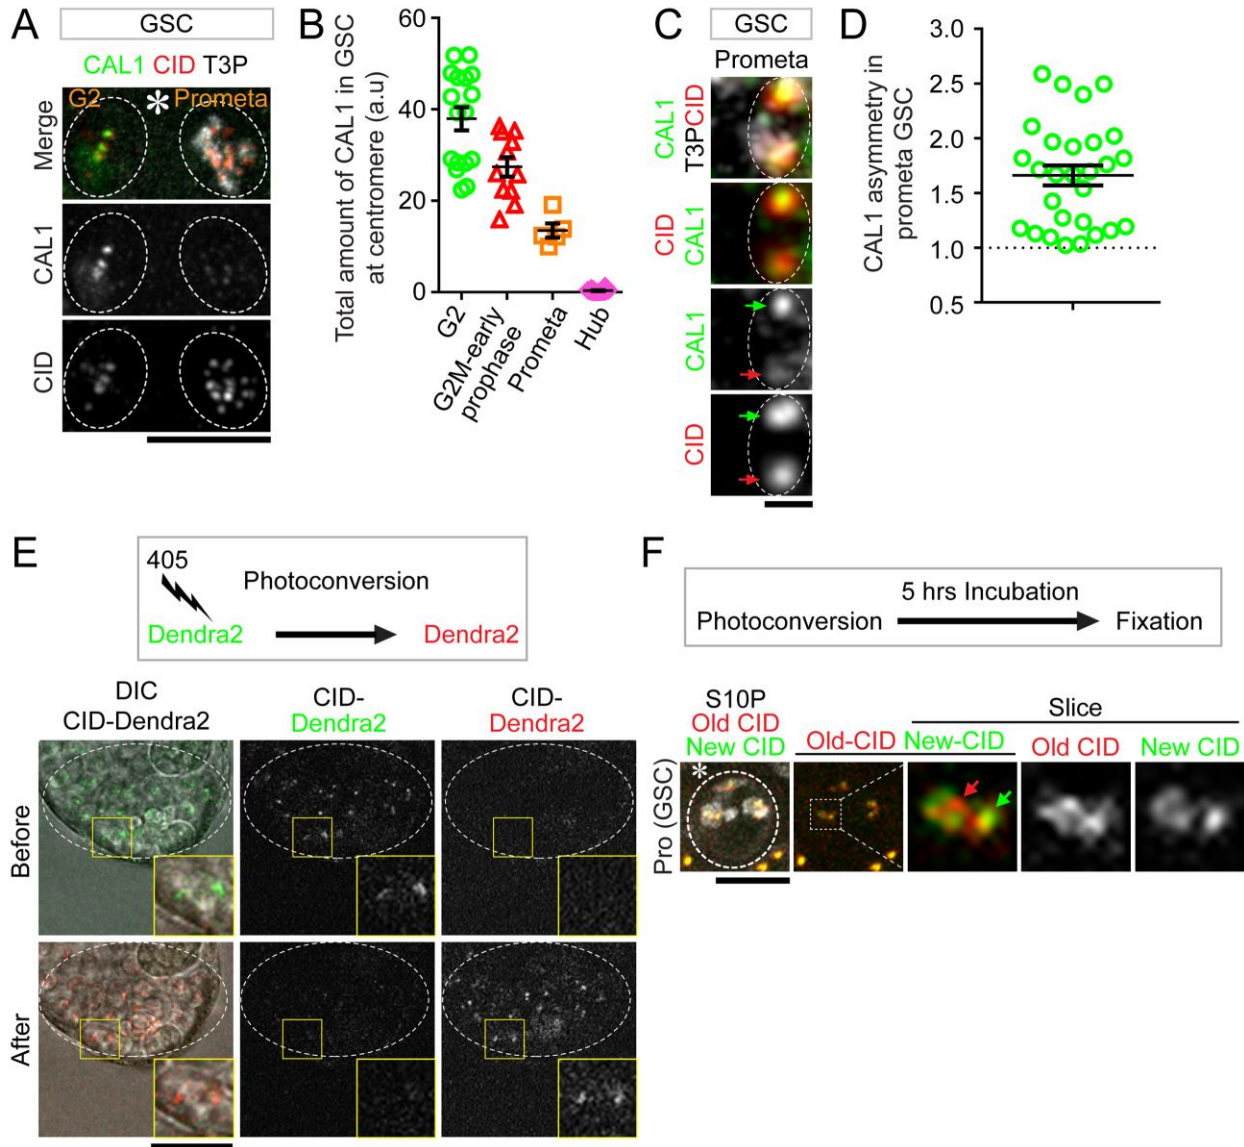 A
GSC
CAL1 CID T3P
G2
*
Prometa
Merge
CAL1
CID
B
Total amount of CAL1 in GSC
at centromere (a.u)
60
40
20
0
G2
G2M-early
prophase
Prometa
Hub
C
GSC
Prometa
CAL1
T3PCID
CID
CAL1
CAL1
CID
D
CAL1 asymmetry in
prometa GSC
3.0
2.5
2.0
1.5
1.0
0.5
E
405
Photoconversion
Dendra2
Dendra2
DIC
CID-Dendra2
CID-
Dendra2
CID-
Dendra2
Before
After
F
5 hrs Incubation
Photoconversion
Fixation
S10P
Old CID
New CID
Old-CID New-CID
Slice
Old CID
New CID
Pro (GSC)
*